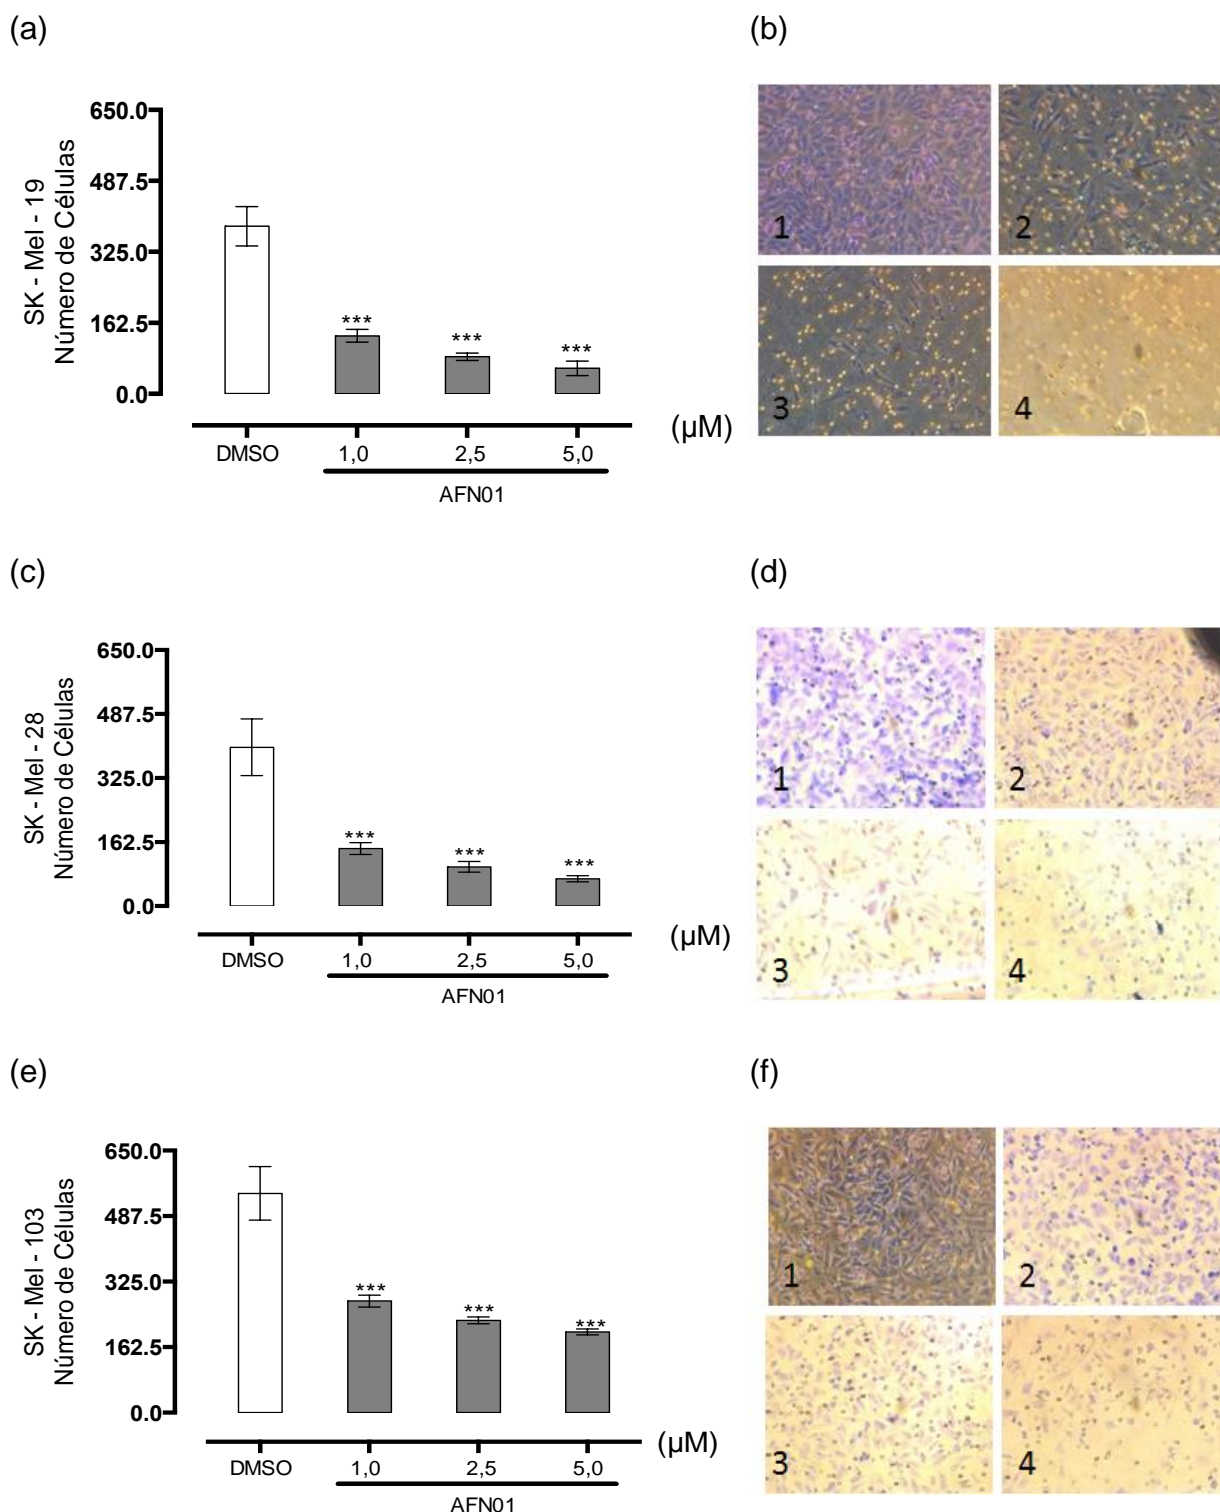 (a)
(b)
SK - Mel - 19
Número de Células
650.0
487.5
325.0
162.5
0.0
***
***
***
DMSO
1,0
2,5
5,0
(µM)
AFN01
1
2
3
4
(c)
(d)
SK - Mel - 28
Número de Células
650.0
487.5
325.0
162.5
0.0
***
***
***
DMSO
1,0
2,5
5,0
(µM)
AFN01
1
2
3
4
(e)
(f)
SK - Mel - 103
Número de Células
650.0
487.5
325.0
162.5
0.0
***
***
***
DMSO
1,0
2,5
5,0
(µM)
AFN01
1
2
3
4